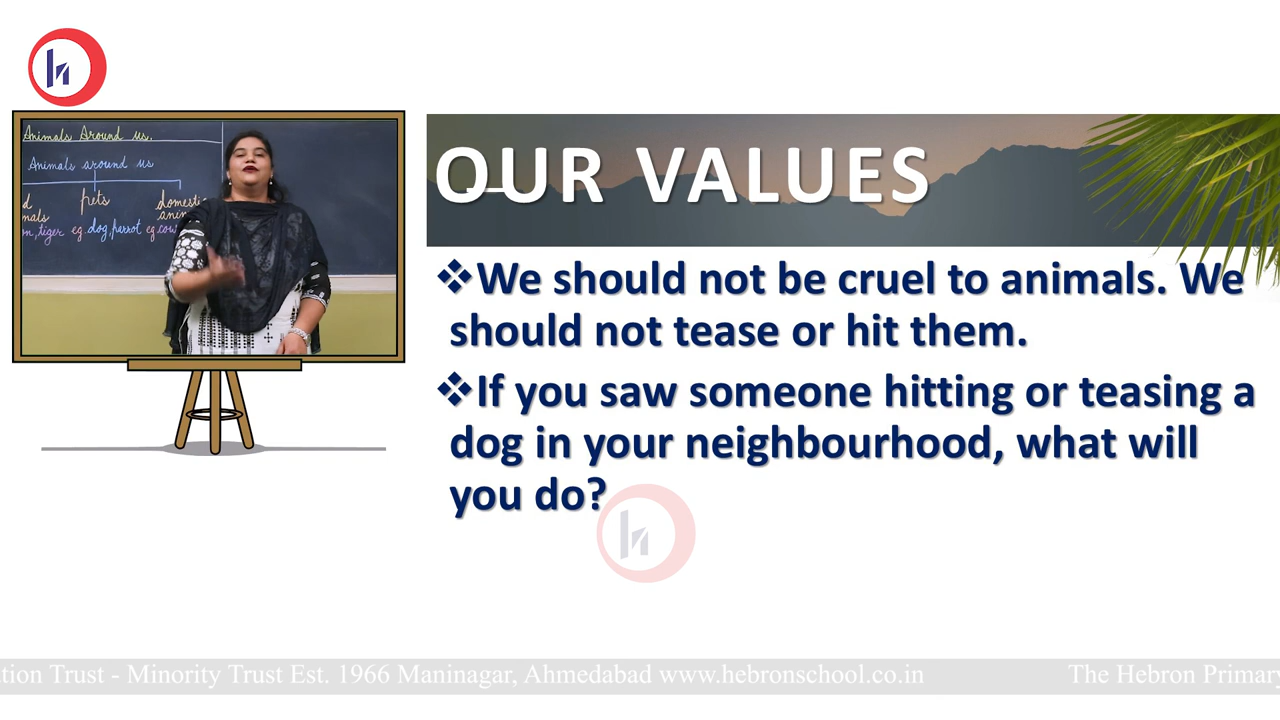 Animals Around us.
Animals around us
pets
domestic
eg. dog, parrot eg. cow
tiger
OUR VALUES
❖We should not be cruel to animals. We
should not tease or hit them.
❖If you saw someone hitting or teasing a
dog in your neighbourhood, what will
you do?
Trust - Minority Trust Est. 1966 Maninagar, Ahmedabad www.hebronschool.co.in
The Hebron Primary